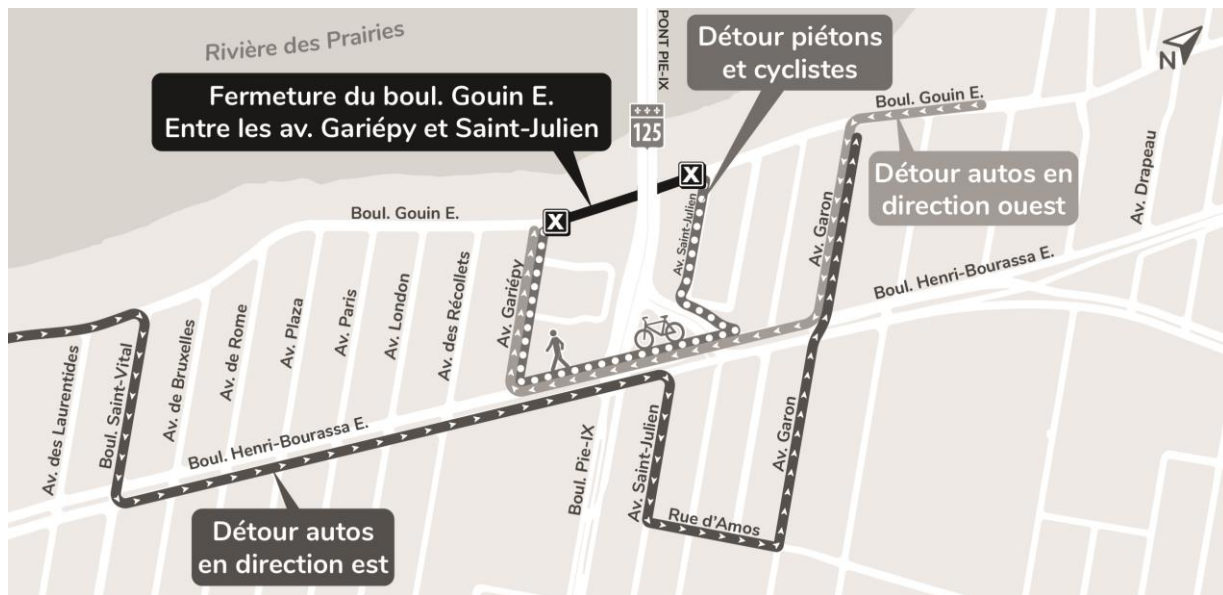 Rivière des Prairies
PONT PIE-IX
Détour piétons
et cyclistes
N
Fermeture du boul. Gouin E.
Entre les av. Gariépy et Saint-Julien
125
Boul. Gouin E.
Détour autos en
direction ouest
X
X
Boul. Gouin E.
Av. Saint-Julien
Av. Garon
Av. Drapeau
Boul. Henri-Bourassa E.
Av. des Laurentides
Boul. Saint-Vital
Av. de Bruxelles
Av. de Rome
Av. Plaza
Av. Paris
Av. London
Av. des Récollets
Av. Gariépy
Boul. Henri-Bourassa E.
Boul. Pie-IX
Av. Saint-Julien
Av. Garon
Rue d'Amos
Détour autos
en direction est